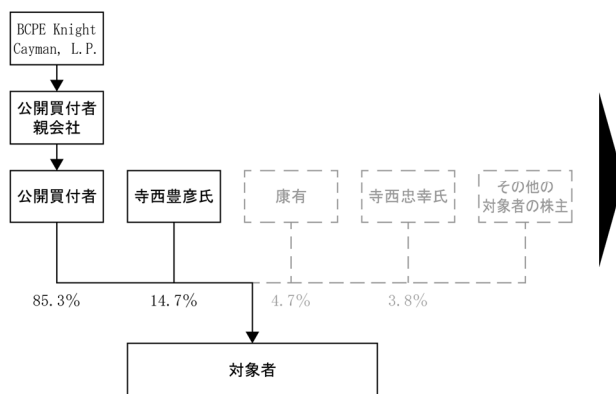 BCPE Knight
Cayman, L.P.
公開買付者
親会社
公開買付者
寺西豊彦氏
康有
寺西忠幸氏
その他の
対象者の株主
85.3%
14.7%
4.7%
3.8%
対象者